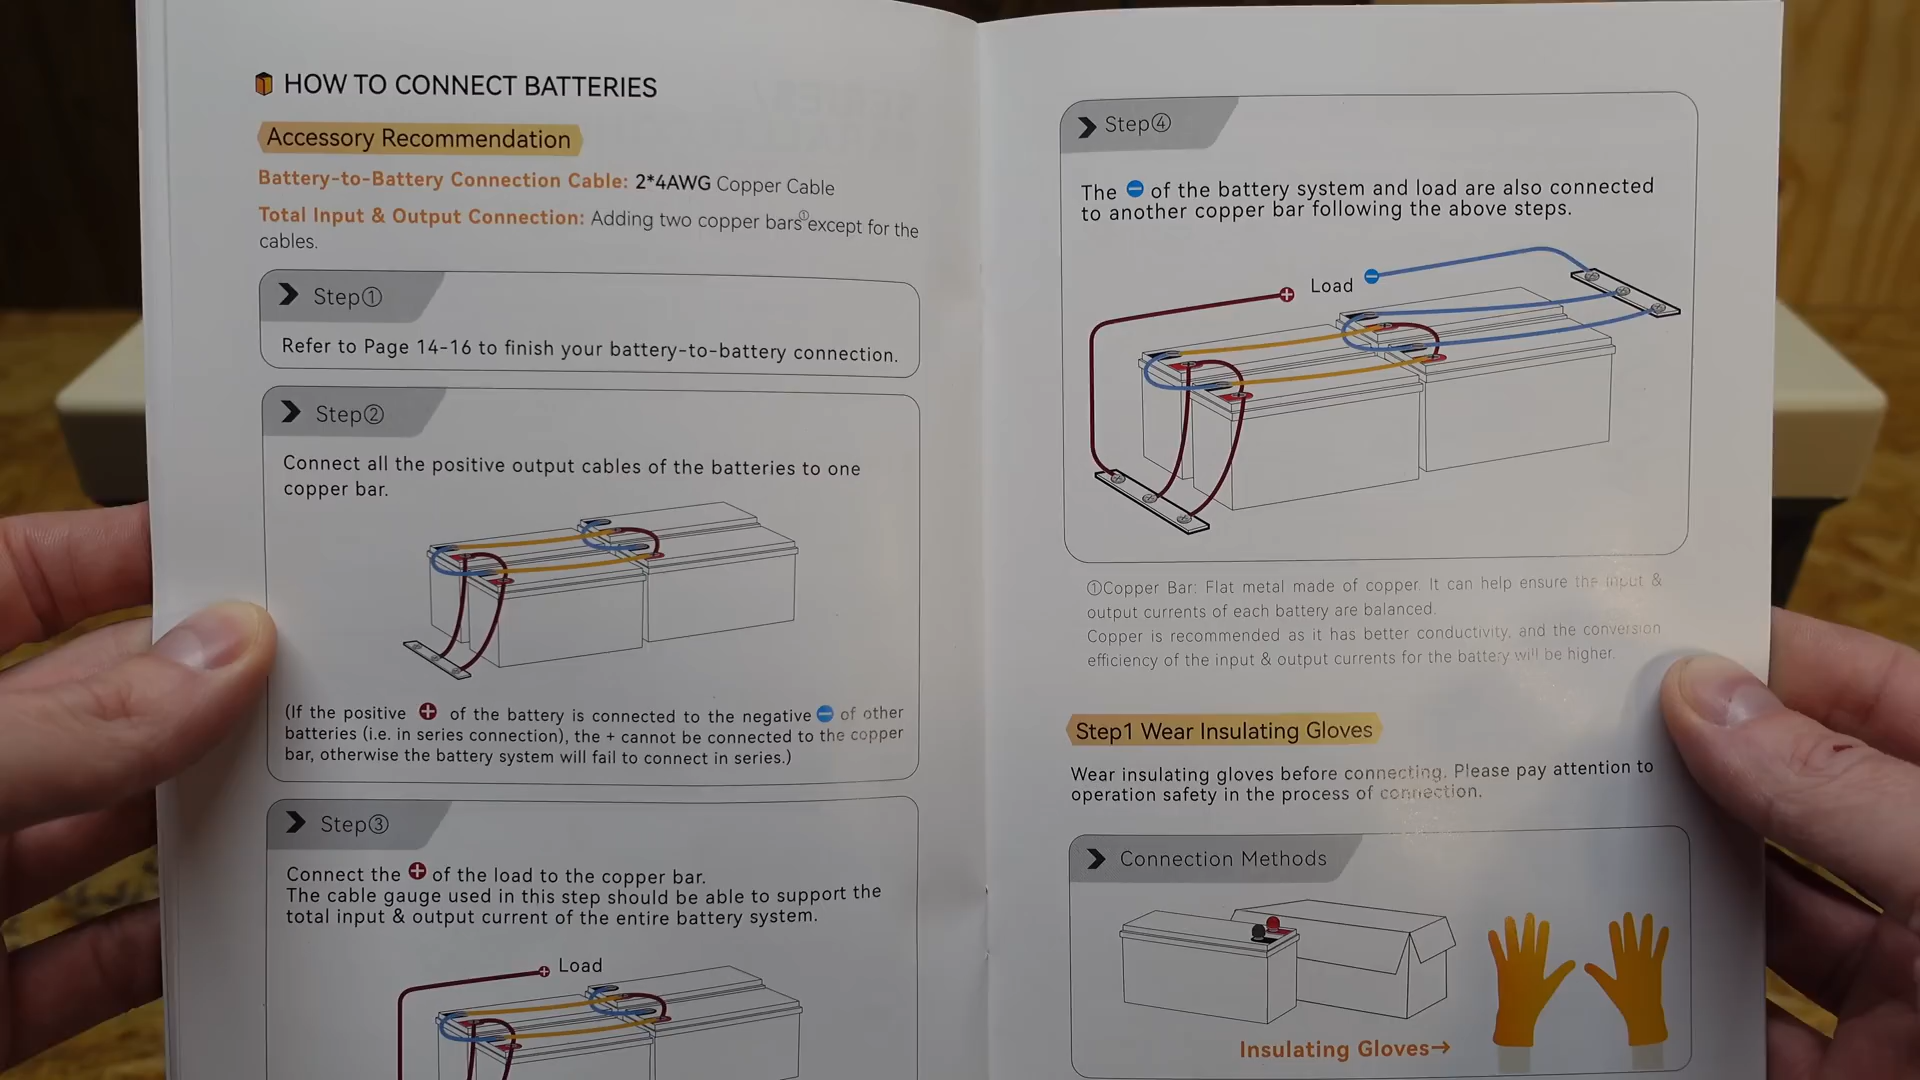 HOW TO CONNECT BATTERIES
Accessory Recommendation
Battery-to-Battery Connection Cable: 2*4AWG Copper Cable
Total Input & Output Connection: Adding two copper bars①except for the
cables.
Step①
Refer to Page 14-16 to finish your battery-to-battery connection.
Step②
Connect all the positive output cables of the batteries to one
copper bar.
(If the positive + of the battery is connected to the negative − of other
batteries (i.e. in series connection), the + cannot be connected to the copper
bar, otherwise the battery system will fail to connect in series.)
Step③
Connect the + of the load to the copper bar.
The cable gauge used in this step should be able to support the
total input & output current of the entire battery system.
+ Load
Step④
The − of the battery system and load are also connected
to another copper bar following the above steps.
+ Load −
①Copper Bar: Flat metal made of copper. It can help ensure the input &
output currents of each battery are balanced.
Copper is recommended as it has better conductivity, and the conversion
efficiency of the input & output currents for the battery will be higher.
Step1 Wear Insulating Gloves
Wear insulating gloves before connecting. Please pay attention to
operation safety in the process of connection.
Connection Methods
Insulating Gloves→